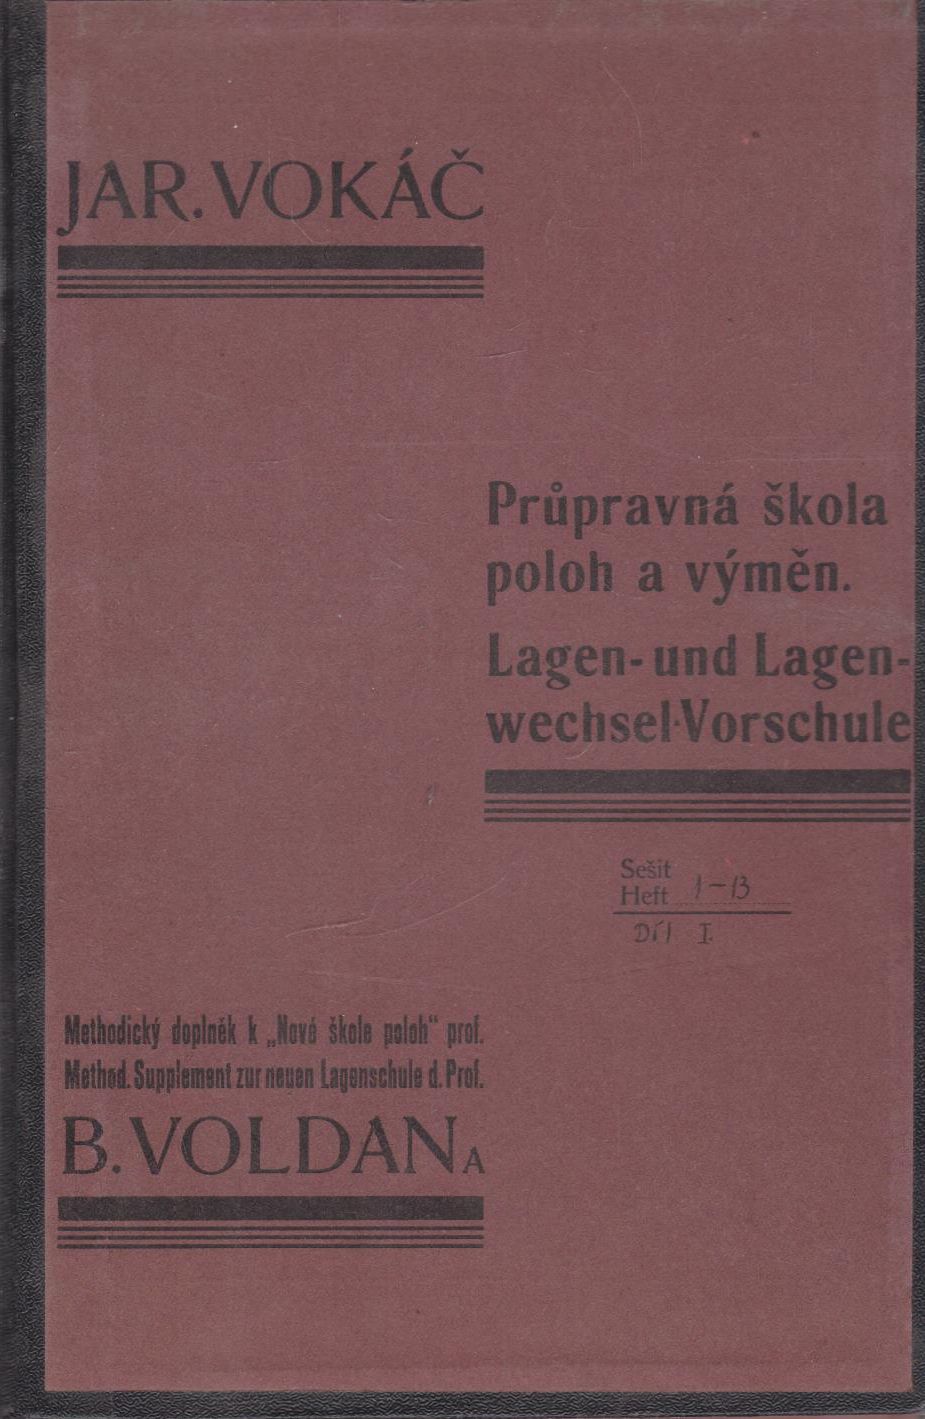 JAR. VOKÁČ
Průpravná škola
poloh a výměn.
Lagen- und Lagen-
wechsel-Vorschule
Sešit
Heft 1-13
Díl I.
Methodický doplněk k „Nové škole poloh“ prof.
Method. Supplement zur neuen Lagenschule d. Prof.
B. VOLDANA